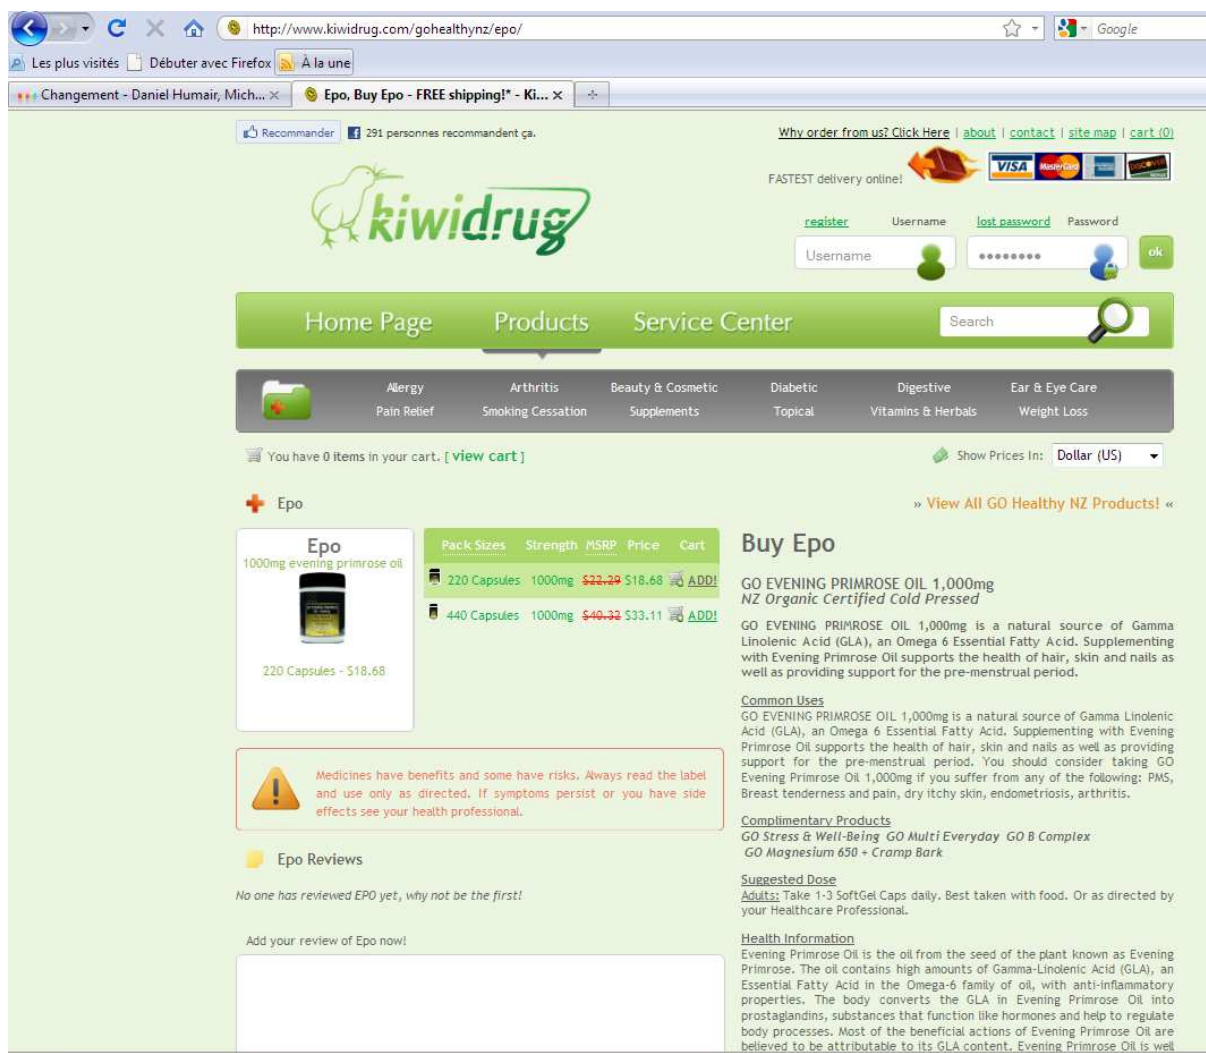 http://www.kiwidrug.com/gohealthynz/epo/
Google
Les plus visités Débuter avec Firefox À la une
Changement - Daniel Humair, Mich... Epo, Buy Epo - FREE shipping!* - Ki...
Recommander 291 personnes recommandent ça.
Why order from us? Click Here | about | contact | site map | cart (0)
FASTEST delivery online! VISA MasterCard DISCOVER
kiwidrug
register Username lost password Password
Username ●●●●●●●● ok
Home Page Products Service Center Search
Allergy Arthritis Beauty & Cosmetic Diabetic Digestive Ear & Eye Care
Pain Relief Smoking Cessation Supplements Topical Vitamins & Herbals Weight Loss
You have 0 items in your cart. [ view cart ]
Show Prices In: Dollar (US)
Epo
» View All GO Healthy NZ Products! «
Epo
1000mg evening primrose oil
220 Capsules - $18.68
Pack Sizes Strength MSRP Price Cart
220 Capsules 1000mg $22.29 $18.68 ADD!
440 Capsules 1000mg $40.32 $33.11 ADD!
Medicines have benefits and some have risks. Always read the label
and use only as directed. If symptoms persist or you have side
effects see your health professional.
Epo Reviews
No one has reviewed EPO yet, why not be the first!
Add your review of Epo now!
Buy Epo
GO EVENING PRIMROSE OIL 1,000mg
NZ Organic Certified Cold Pressed
GO EVENING PRIMROSE OIL 1,000mg is a natural source of Gamma
Linolenic Acid (GLA), an Omega 6 Essential Fatty Acid. Supplementing
with Evening Primrose Oil supports the health of hair, skin and nails as
well as providing support for the pre-menstrual period.
Common Uses
GO EVENING PRIMROSE OIL 1,000mg is a natural source of Gamma Linolenic
Acid (GLA), an Omega 6 Essential Fatty Acid. Supplementing with Evening
Primrose Oil supports the health of hair, skin and nails as well as providing
support for the pre-menstrual period. You should consider taking GO
Evening Primrose Oil 1,000mg if you suffer from any of the following: PMS,
Breast tenderness and pain, dry itchy skin, endometriosis, arthritis.
Complimentary Products
GO Stress & Well-Being GO Multi Everyday GO B Complex
GO Magnesium 650 + Cramp Bark
Suggested Dose
Adults: Take 1-3 SoftGel Caps daily. Best taken with food. Or as directed by
your Healthcare Professional.
Health Information
Evening Primrose Oil is the oil from the seed of the plant known as Evening
Primrose. The oil contains high amounts of Gamma-Linolenic Acid (GLA), an
Essential Fatty Acid in the Omega-6 family of oil, with anti-inflammatory
properties. The body converts the GLA in Evening Primrose Oil into
prostaglandins, substances that function like hormones and help to regulate
body processes. Most of the beneficial actions of Evening Primrose Oil are
believed to be attributable to its GLA content. Evening Primrose Oil is well